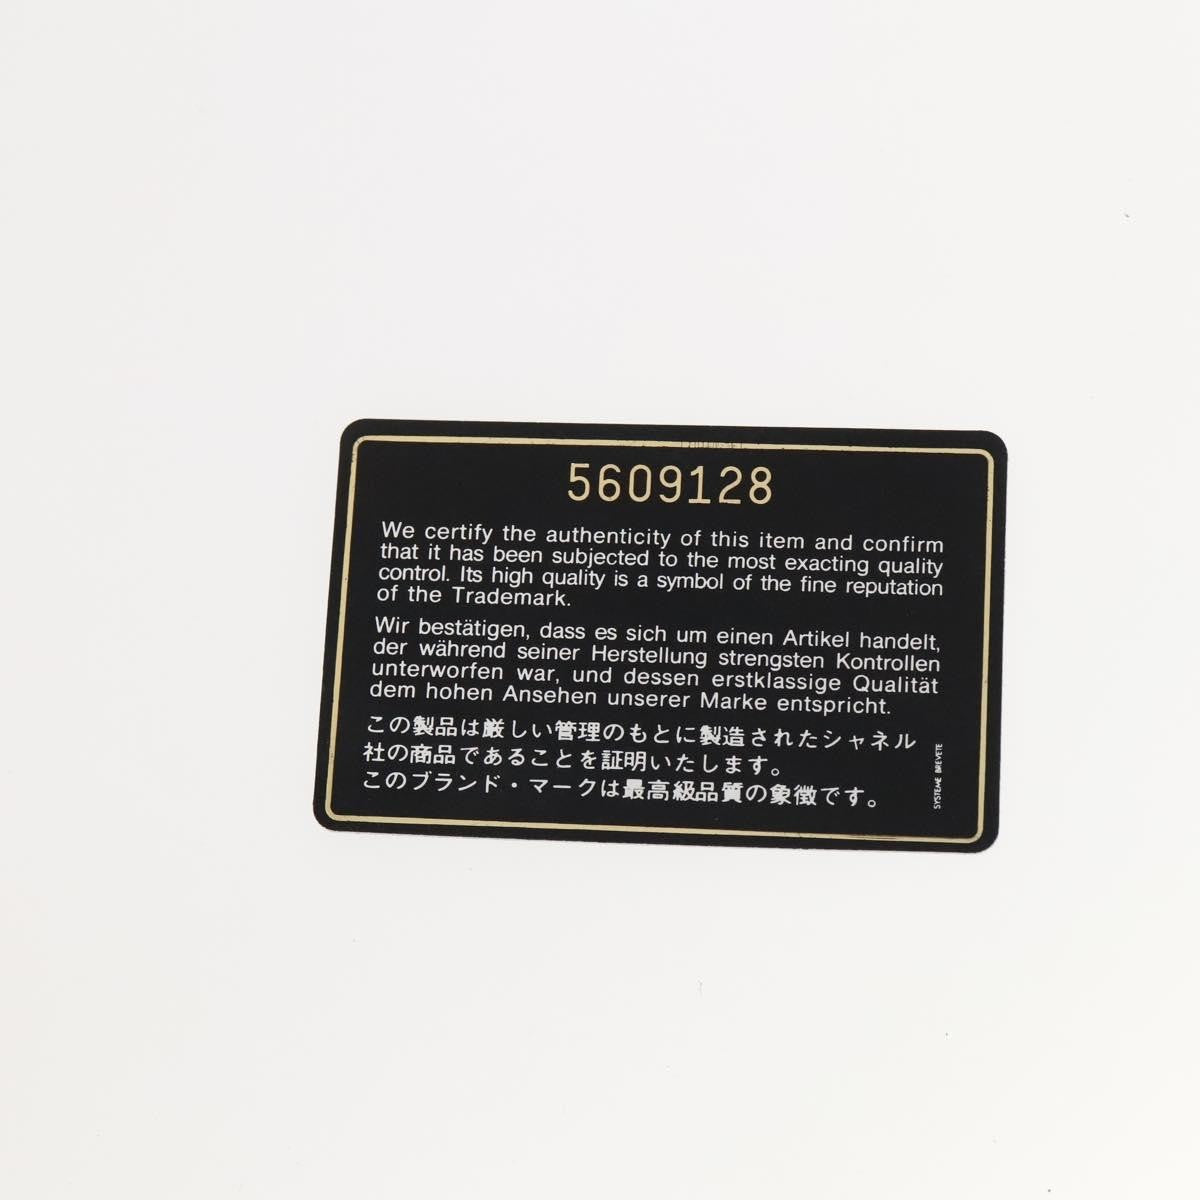 5609128
We certify the authenticity of this item and confirm
that it has been subjected to the most exacting quality
control. Its high quality is a symbol of the fine reputation
of the Trademark.
Wir bestätigen, dass es sich um einen Artikel handelt,
der während seiner Herstellung strengsten Kontrollen
unterworfen war, und dessen erstklassige Qualität
dem hohen Ansehen unserer Marke entspricht.
この製品は厳しい管理のもとに製造されたシャネル
社の商品であることを証明いたします。
このブランド・マークは最高級品質の象徴です。
SYSTEME BREVETE